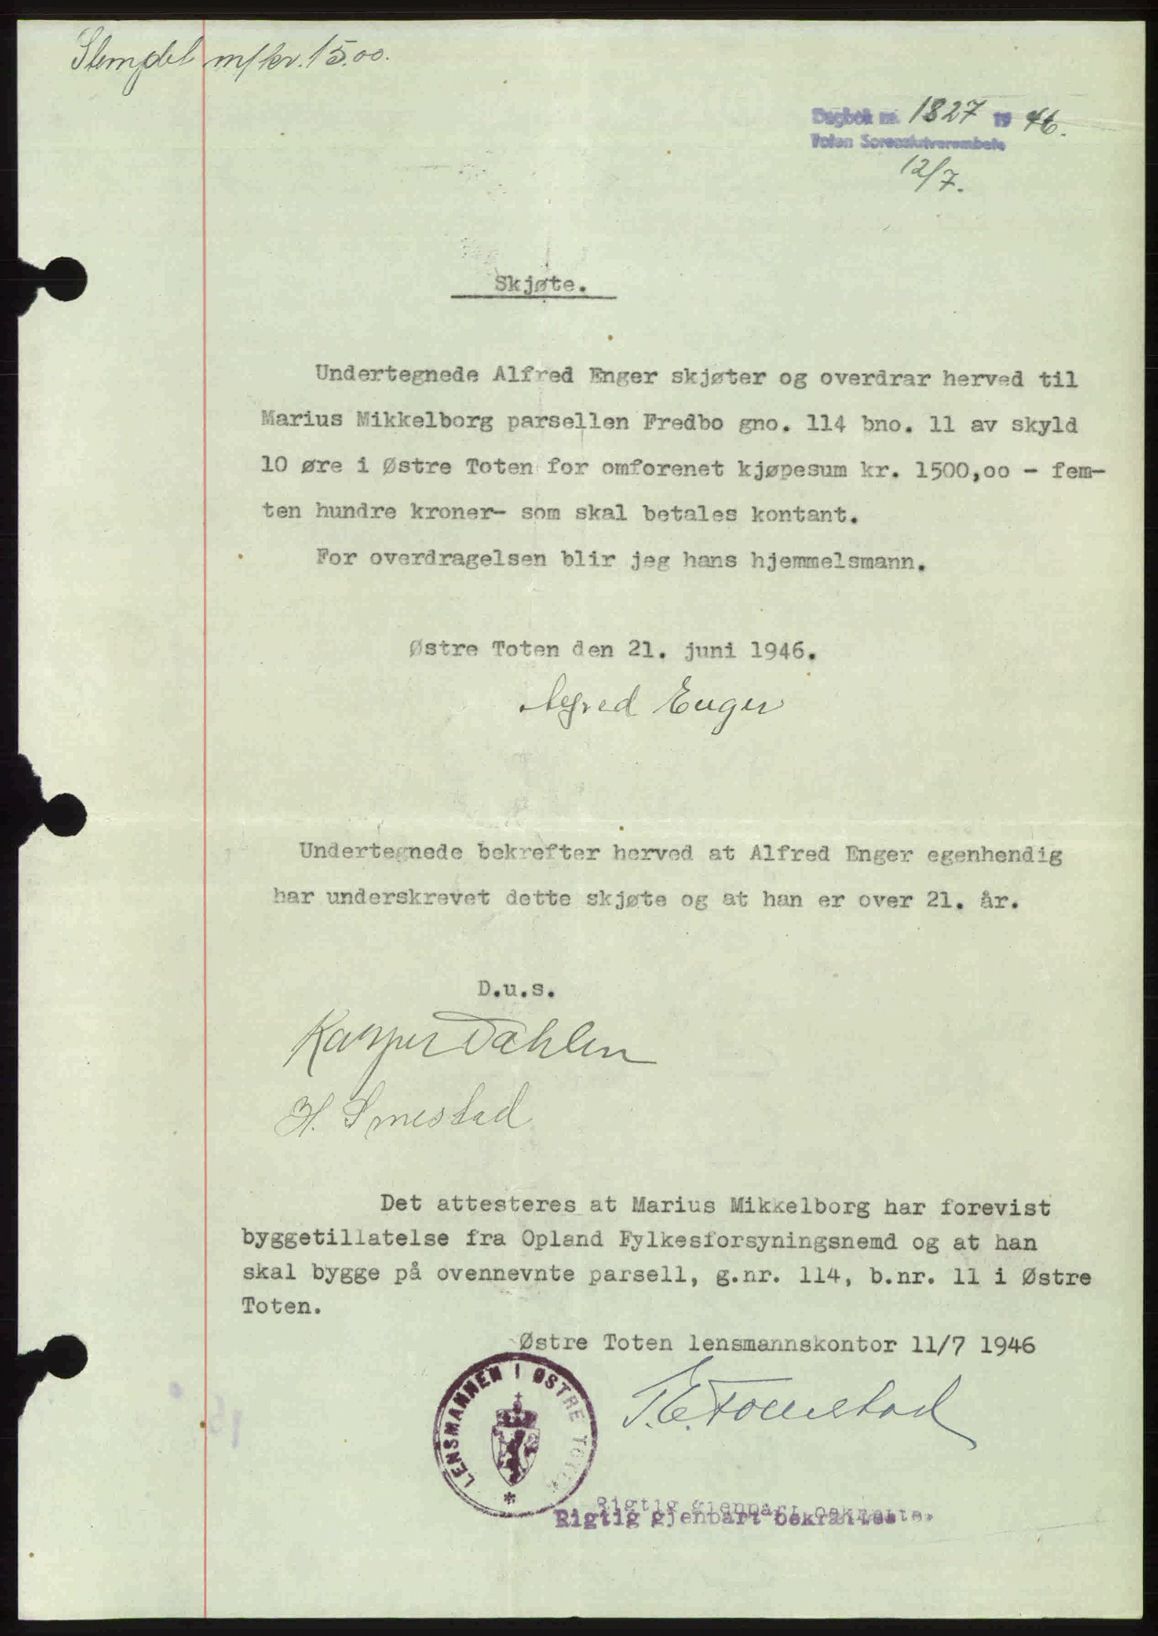 Stempel m/kr. 15.00.
Dagbok nr. 1827 1946.
Toten Sorenskriverembete
12/7.
Skjøte.
Undertegnede Alfred Enger skjøter og overdrar herved til
Marius Mikkelborg parsellen Fredbo gno. 114 bno. 11 av skyld
10 øre i Østre Toten for omforenet kjøpesum kr. 1500,oo - fem-
ten hundre kroner- som skal betales kontant.
For overdragelsen blir jeg hans hjemmelsmann.
Østre Toten den 21. juni 1946.
Alfred Enger
Undertegnede bekrefter herved at Alfred Enger egenhendig
har underskrevet dette skjøte og at han er over 21. år.
D.u.s.
Kasper Dahlen
H. Smestad
Det attesteres at Marius Mikkelborg har forevist
byggetillatelse fra Opland Fylkesforsyningsnemd og at han
skal bygge på ovennevnte parsell, g.nr. 114, b.nr. 11 i Østre
Toten.
Østre Toten lensmannskontor 11/7 1946
LENSMANNEN I ØSTRE TOTEN
Rigtig gjenpart bekræftes.
Rigtig gjenpart bekræftes